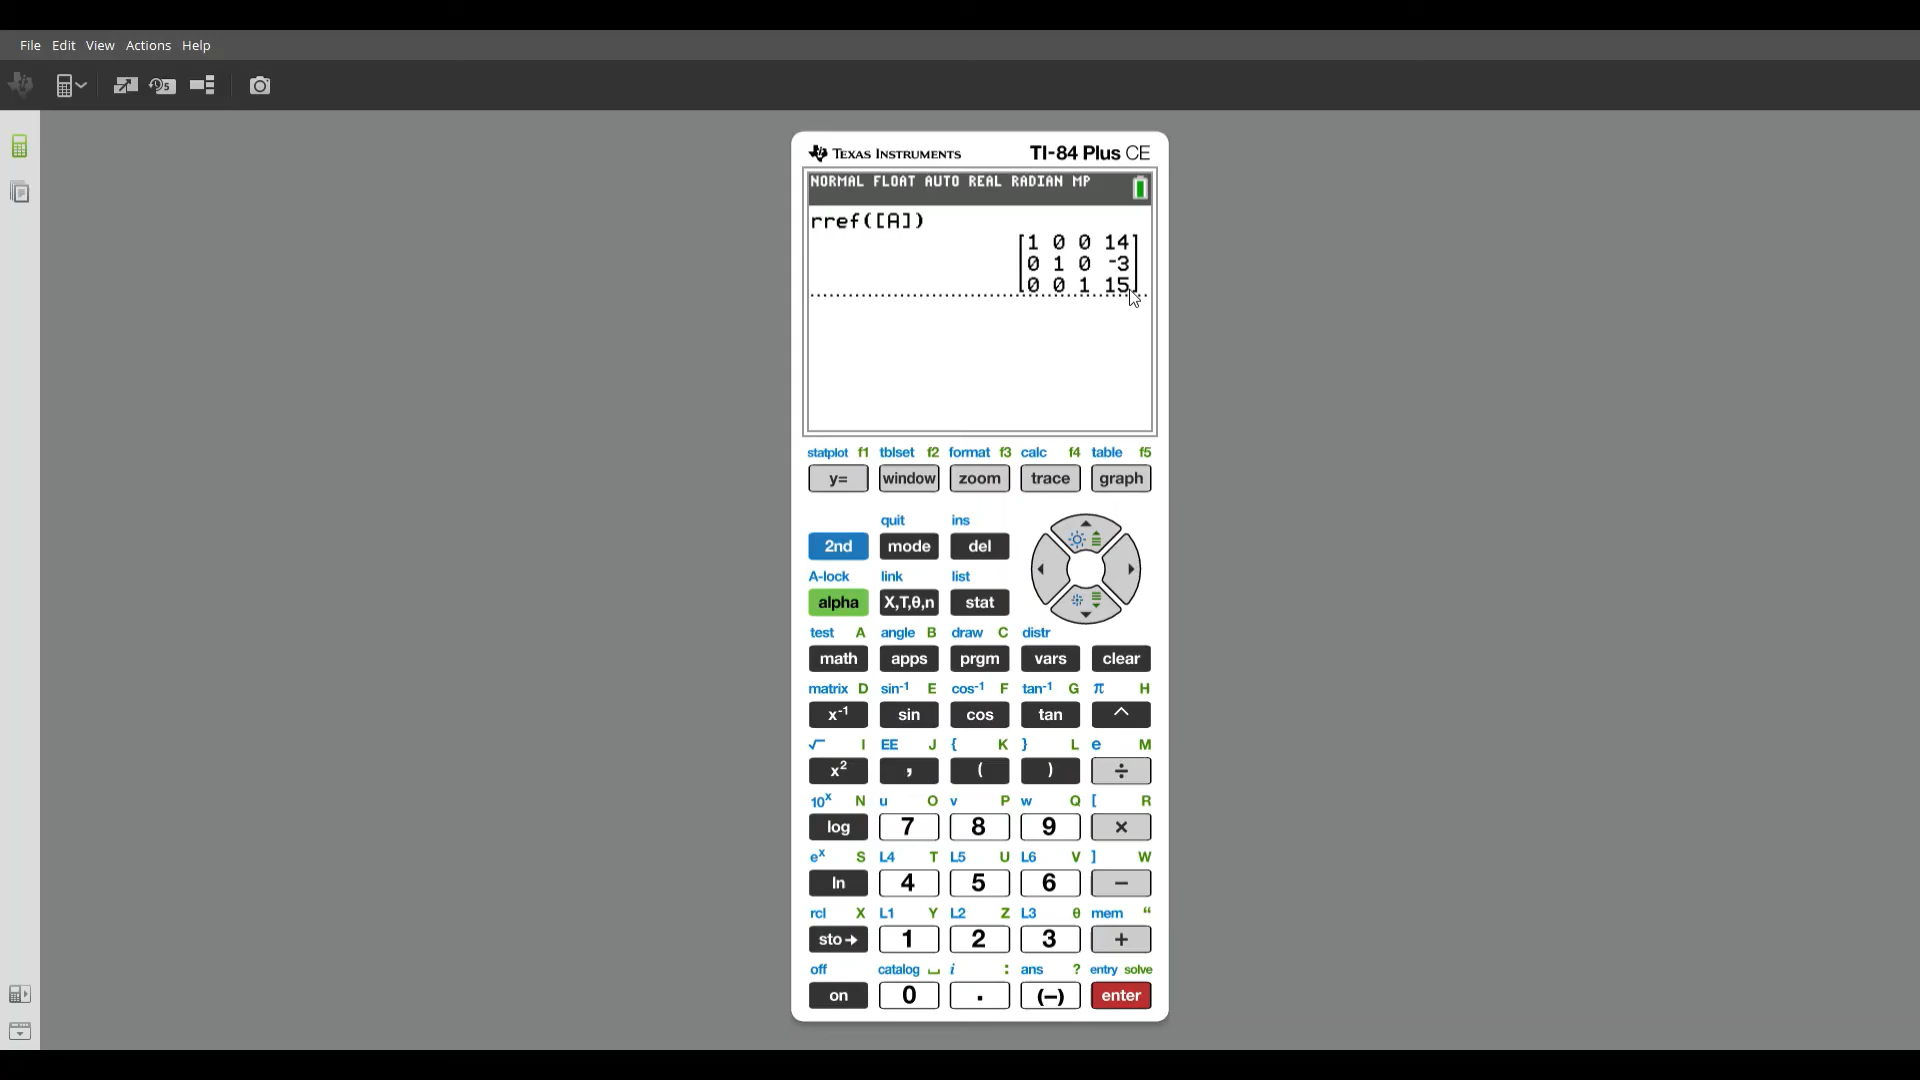 File Edit View Actions Help
TEXAS INSTRUMENTS TI-84 Plus CE
NORMAL FLOAT AUTO REAL RADIAN MP
rref([A])
[1 0 0 14]
[0 1 0 -3]
[0 0 1 15]
statplot f1 tblset f2 format f3 calc f4 table f5
y= window zoom trace graph
quit ins
2nd mode del
A-lock link list
alpha X,T,θ,n stat
test A angle B draw C distr
math apps prgm vars clear
matrix D sin⁻¹ E cos⁻¹ F tan⁻¹ G π H
x⁻¹ sin cos tan ^
√ I EE J { K } L e M
x² , ( ) ÷
10ˣ N u O v P w Q [ R
log 7 8 9 ×
eˣ S L4 T L5 U L6 V ] W
ln 4 5 6 −
rcl X L1 Y L2 Z L3 θ mem “
sto→ 1 2 3 +
off catalog ⎵ i : ans ? entry solve
on 0 . (−) enter